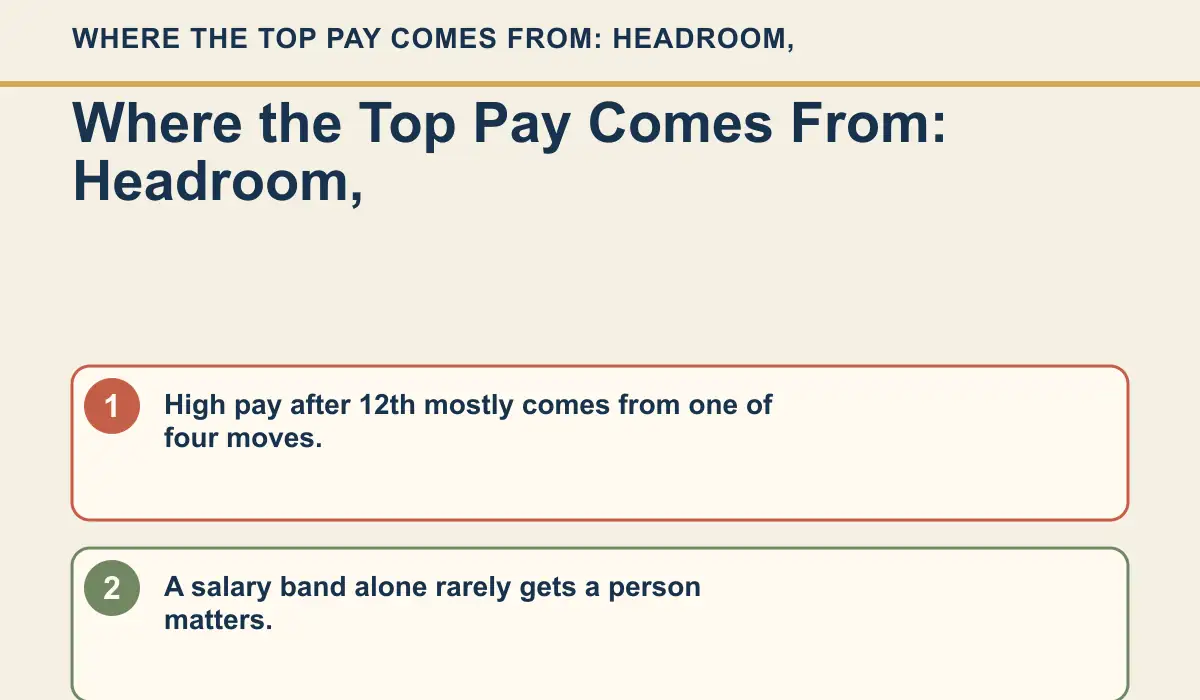 WHERE THE TOP PAY COMES FROM: HEADROOM,
Where the Top Pay Comes From:
Headroom,
1
High pay after 12th mostly comes from one of
four moves.
2
A salary band alone rarely gets a person
matters.